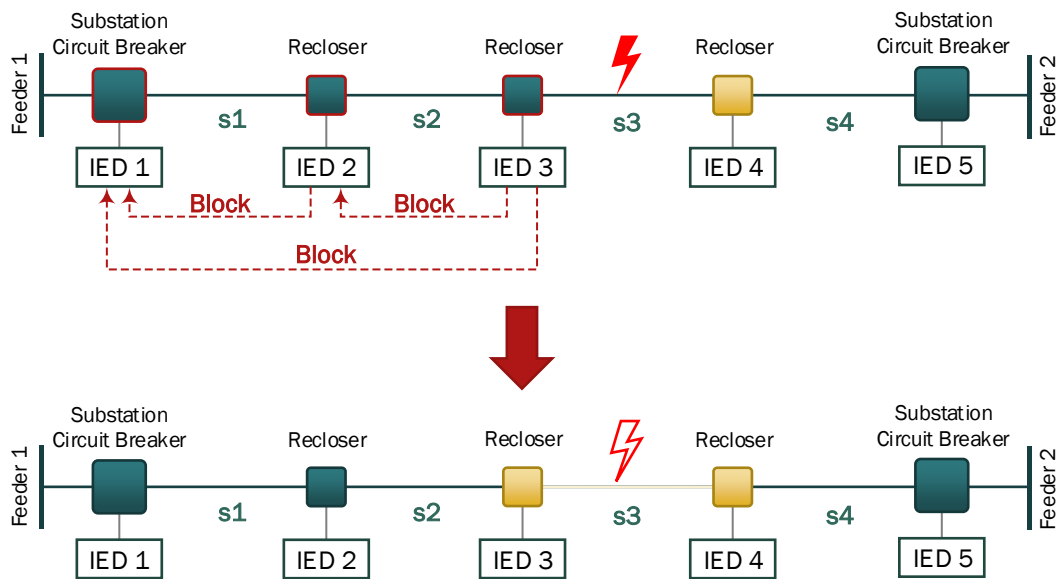 Substation
Circuit Breaker
Recloser
Recloser
Recloser
Substation
Circuit Breaker
Feeder 1
s1
s2
s3
s4
Feeder 2
IED 1
IED 2
IED 3
IED 4
IED 5
Block
Block
Block
Substation
Circuit Breaker
Recloser
Recloser
Recloser
Substation
Circuit Breaker
Feeder 1
s1
s2
s3
s4
Feeder 2
IED 1
IED 2
IED 3
IED 4
IED 5